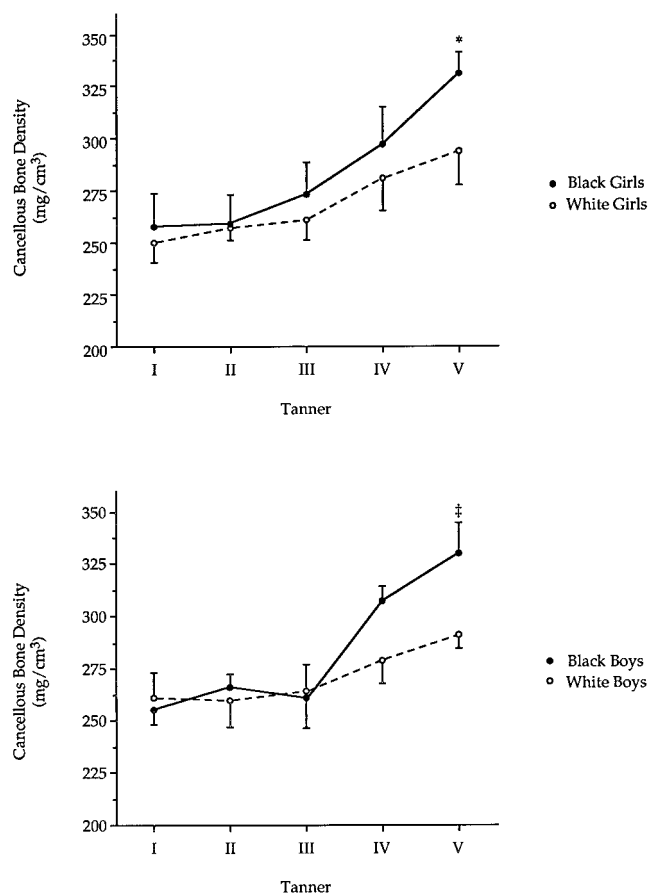 350
*
325
300
Cancellous Bone Density
(mg/cm³)
275
250
225
200
● Black Girls
○ White Girls
I II III IV V
Tanner
350
‡
325
300
Cancellous Bone Density
(mg/cm³)
275
250
225
200
● Black Boys
○ White Boys
I II III IV V
Tanner